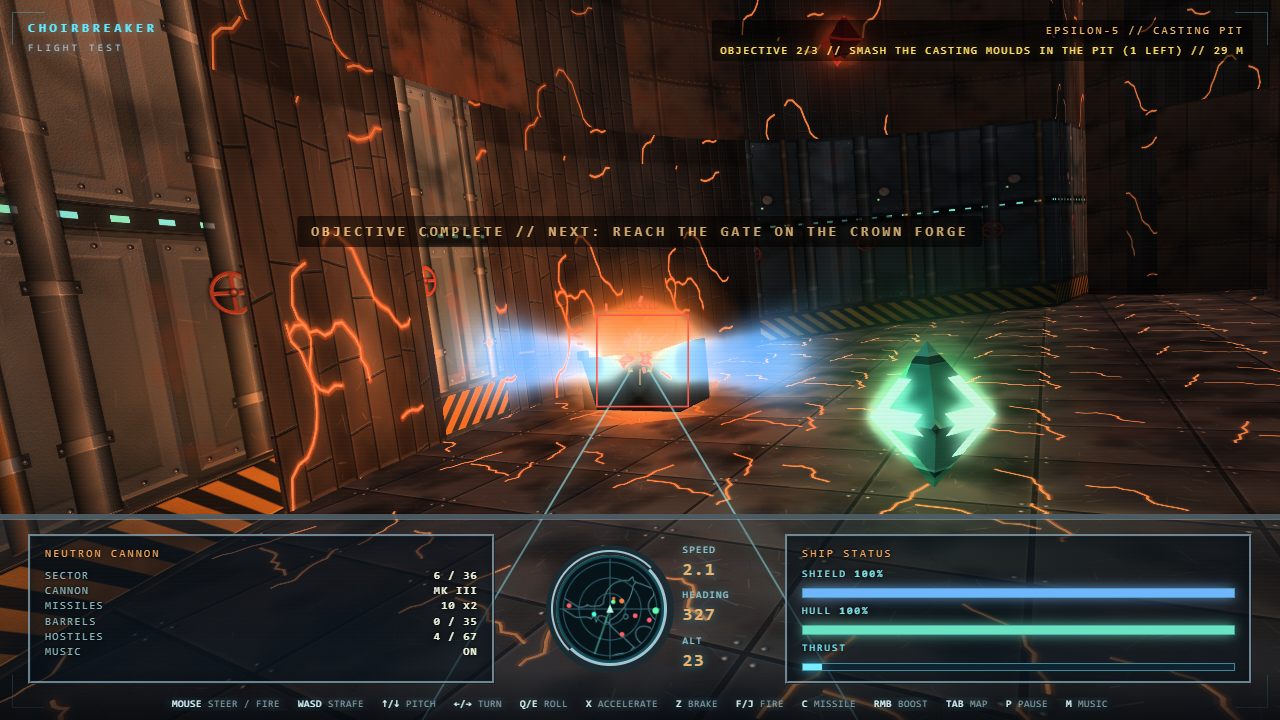 CHOIRBREAKER
FLIGHT TEST
EPSILON-5 // CASTING PIT
OBJECTIVE 2/3 // SMASH THE CASTING MOULDS IN THE PIT (1 LEFT) // 29 M
OBJECTIVE COMPLETE // NEXT: REACH THE GATE ON THE CROWN FORGE
NEUTRON CANNON
SECTOR 6 / 36
CANNON MK III
MISSILES 10 X2
BARRELS 0 / 35
HOSTILES 4 / 67
MUSIC ON
SPEED
2.1
HEADING
327
ALT
23
SHIP STATUS
SHIELD 100%
HULL 100%
THRUST
MOUSE STEER / FIRE WASD STRAFE ↑/↓ PITCH ←/→ TURN Q/E ROLL X ACCELERATE Z BRAKE F/J FIRE C MISSILE RMB BOOST TAB MAP P PAUSE M MUSIC